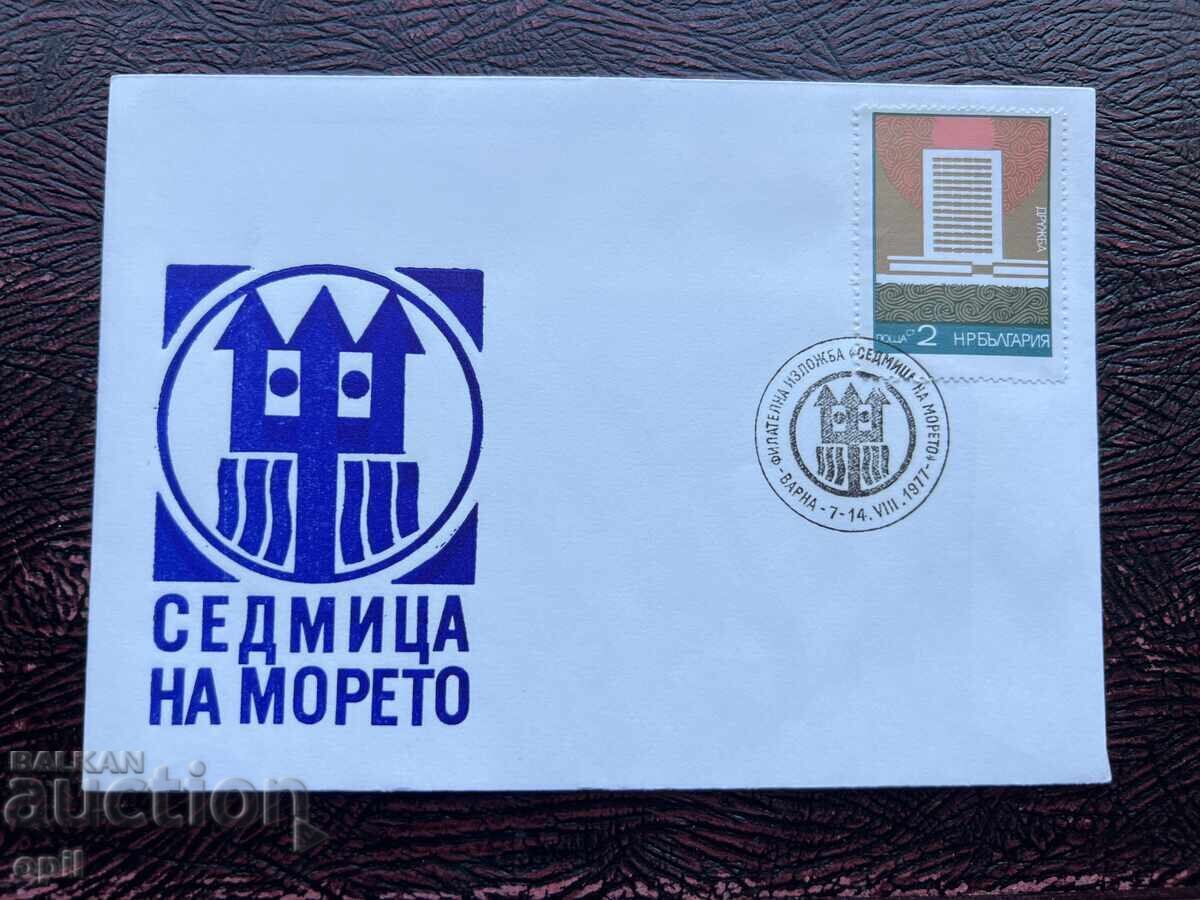 ДРУЖБА
ПОЩА СТ 2 НРБЪЛГАРИЯ
ФИЛАТЕЛНА ИЗЛОЖБА «СЕДМИЦА НА МОРЕТО»
- ВАРНА - 7 - 14. VIII. 1977 -
СЕДМИЦА
НА МОРЕТО
BALKAN
auction
opil